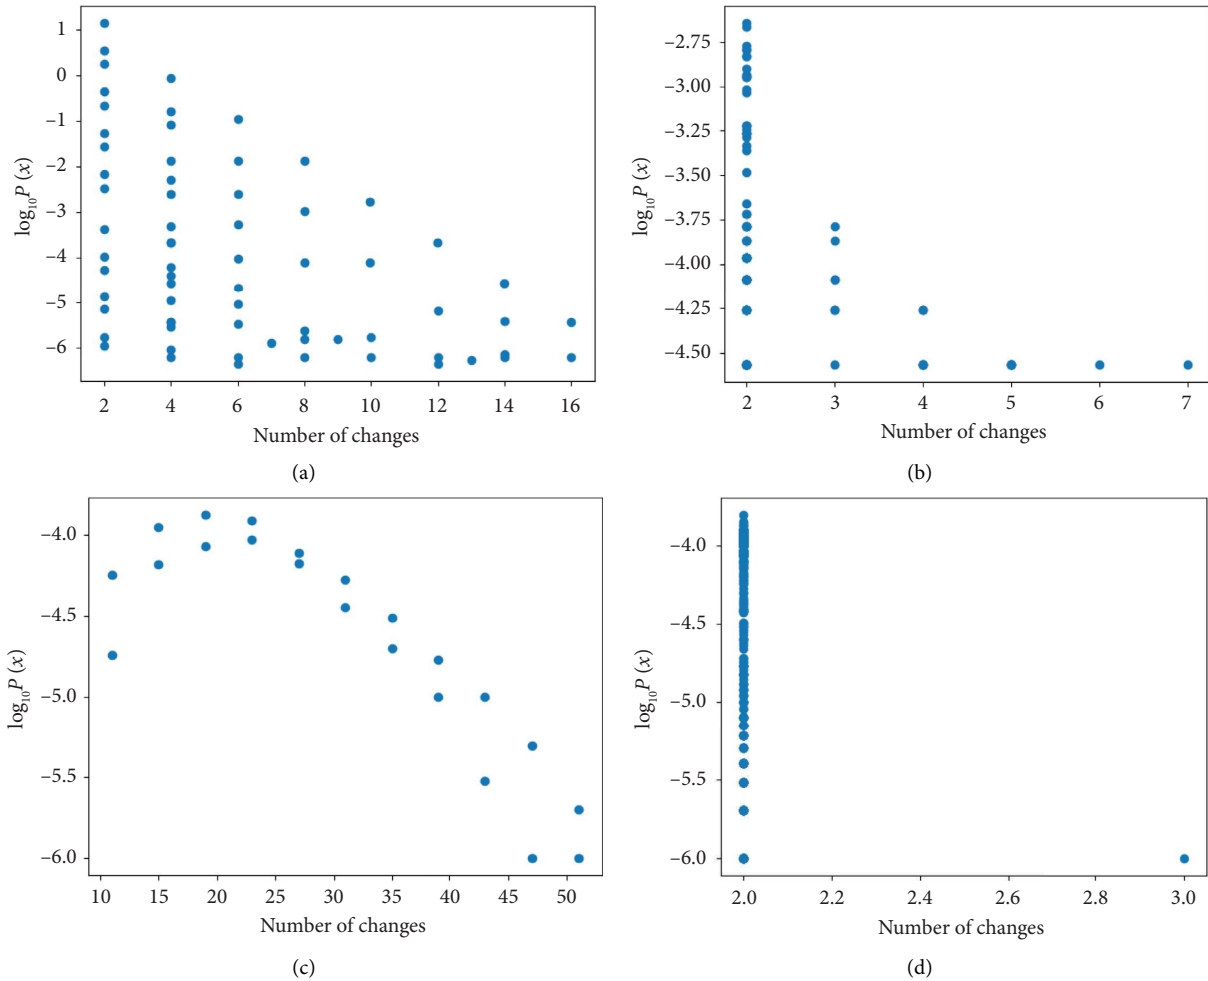 1
0
−1
−2
−3
−4
−5
−6
log₁₀P (x)
2 4 6 8 10 12 14 16
Number of changes
(a)
−2.75
−3.00
−3.25
−3.50
−3.75
−4.00
−4.25
−4.50
log₁₀P (x)
2 3 4 5 6 7
Number of changes
(b)
−4.0
−4.5
−5.0
−5.5
−6.0
log₁₀P (x)
10 15 20 25 30 35 40 45 50
Number of changes
(c)
−4.0
−4.5
−5.0
−5.5
−6.0
log₁₀P (x)
2.0 2.2 2.4 2.6 2.8 3.0
Number of changes
(d)